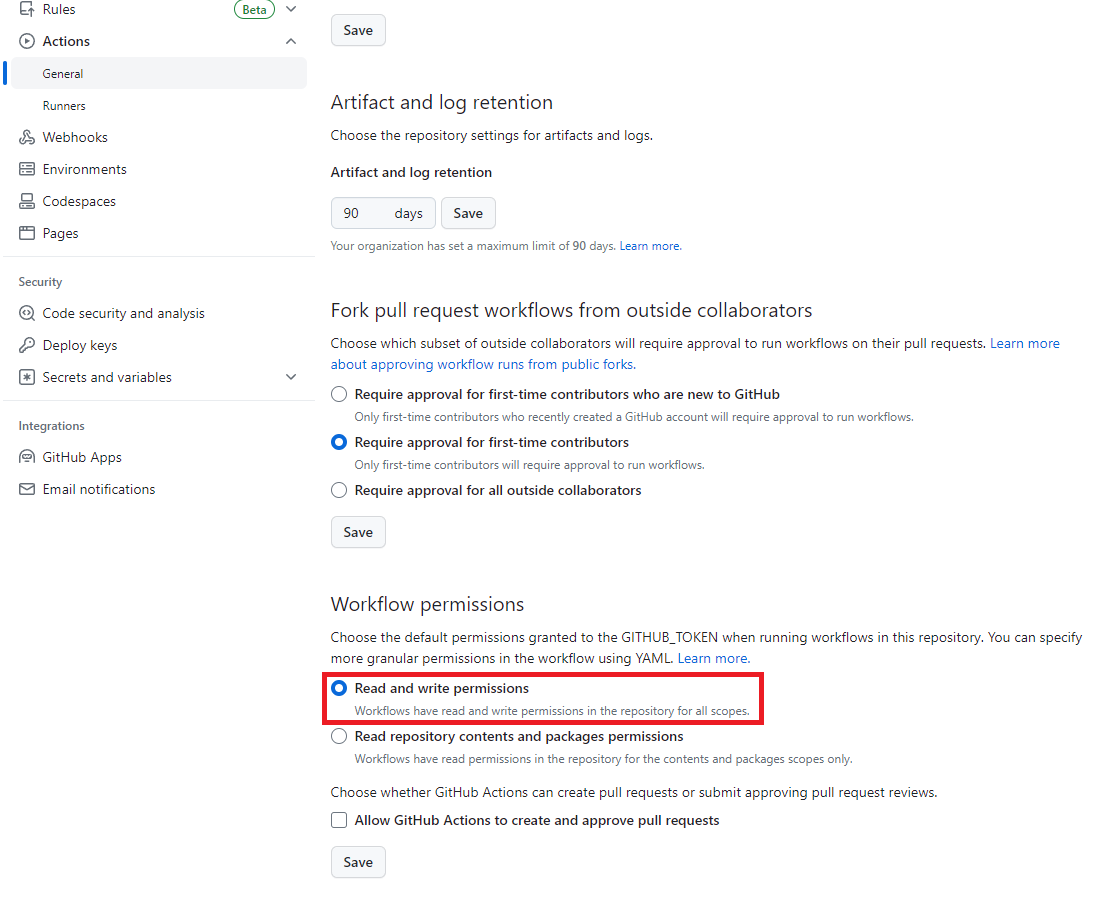 Rules
Beta
Actions
General
Runners
Webhooks
Environments
Codespaces
Pages
Security
Code security and analysis
Deploy keys
Secrets and variables
Integrations
GitHub Apps
Email notifications
Save
Artifact and log retention
Choose the repository settings for artifacts and logs.
Artifact and log retention
90 days Save
Your organization has set a maximum limit of 90 days. Learn more.
Fork pull request workflows from outside collaborators
Choose which subset of outside collaborators will require approval to run workflows on their pull requests. Learn more
about approving workflow runs from public forks.
Require approval for first-time contributors who are new to GitHub
Only first-time contributors who recently created a GitHub account will require approval to run workflows.
Require approval for first-time contributors
Only first-time contributors will require approval to run workflows.
Require approval for all outside collaborators
Save
Workflow permissions
Choose the default permissions granted to the GITHUB_TOKEN when running workflows in this repository. You can specify
more granular permissions in the workflow using YAML. Learn more.
Read and write permissions
Workflows have read and write permissions in the repository for all scopes.
Read repository contents and packages permissions
Workflows have read permissions in the repository for the contents and packages scopes only.
Choose whether GitHub Actions can create pull requests or submit approving pull request reviews.
Allow GitHub Actions to create and approve pull requests
Save